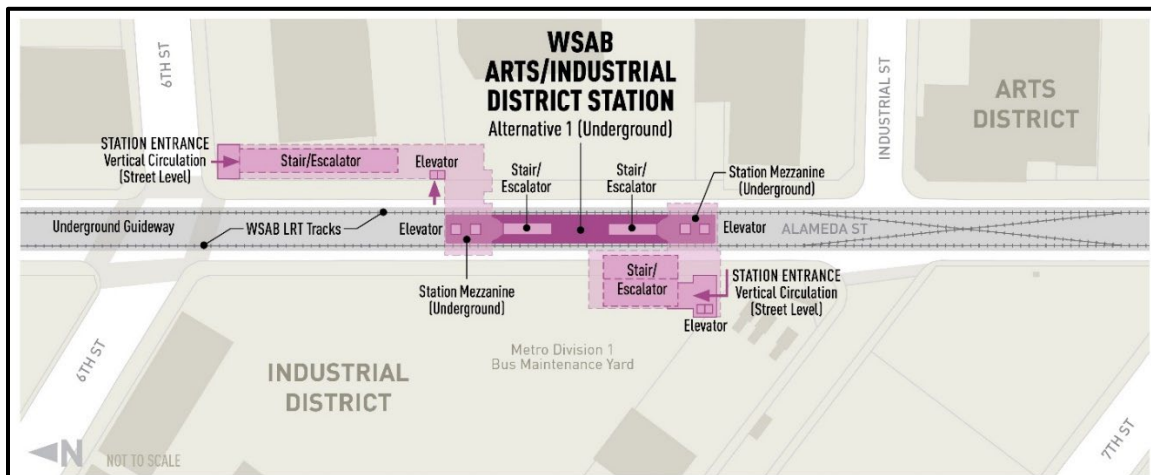 WSAB
ARTS/INDUSTRIAL
DISTRICT STATION
Alternative 1 (Underground)
6TH ST
INDUSTRIAL ST
ARTS
DISTRICT
STATION ENTRANCE
Vertical Circulation
(Street Level)
Stair/Escalator
Elevator
Stair/
Escalator
Stair/
Escalator
Station Mezzanine
(Underground)
Underground Guideway
WSAB LRT Tracks
Elevator
Elevator
ALAMEDA ST
Station Mezzanine
(Underground)
Stair/
Escalator
STATION ENTRANCE
Vertical Circulation
(Street Level)
Elevator
6TH ST
Metro Division 1
Bus Maintenance Yard
INDUSTRIAL
DISTRICT
7TH ST
N
NOT TO SCALE